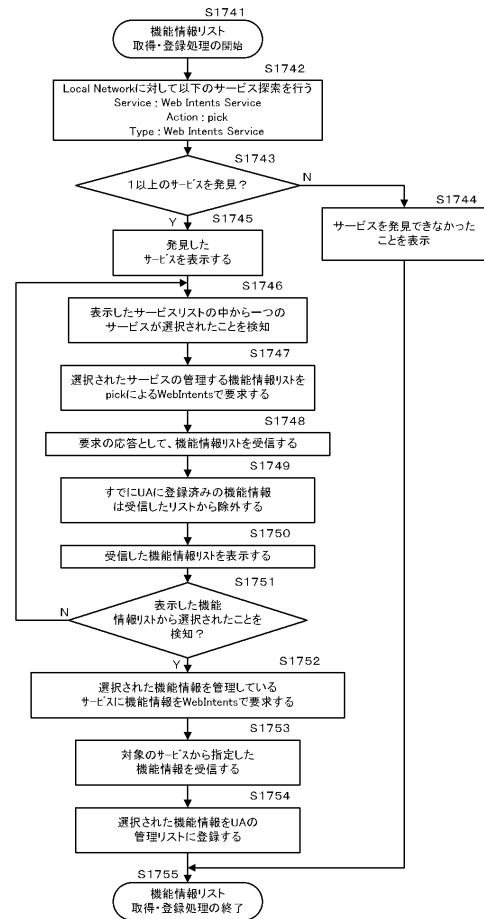 S1741
機能情報リスト
取得・登録処理の開始
S1742
Local Networkに対して以下のサービス探索を行う
Service : Web Intents Service
Action : pick
Type : Web Intents Service
S1743
1以上のサービスを発見?
N
Y
S1744
サービスを発見できなかった
ことを表示
S1745
発見した
サービスを表示する
S1746
表示したサービスリストの中から一つの
サービスが選択されたことを検知
S1747
選択されたサービスの管理する機能情報リストを
pickによるWebIntentsで要求する
S1748
要求の応答として、機能情報リストを受信する
S1749
すでにUAに登録済みの機能情報
は受信したリストから除外する
S1750
受信した機能情報リストを表示する
S1751
N
表示した機能
情報リストから選択されたことを
検知?
Y
S1752
選択された機能情報を管理している
サービスに機能情報をWebIntentsで要求する
S1753
対象のサービスから指定した
機能情報を受信する
S1754
選択された機能情報をUAの
管理リストに登録する
S1755
機能情報リスト
取得・登録処理の終了